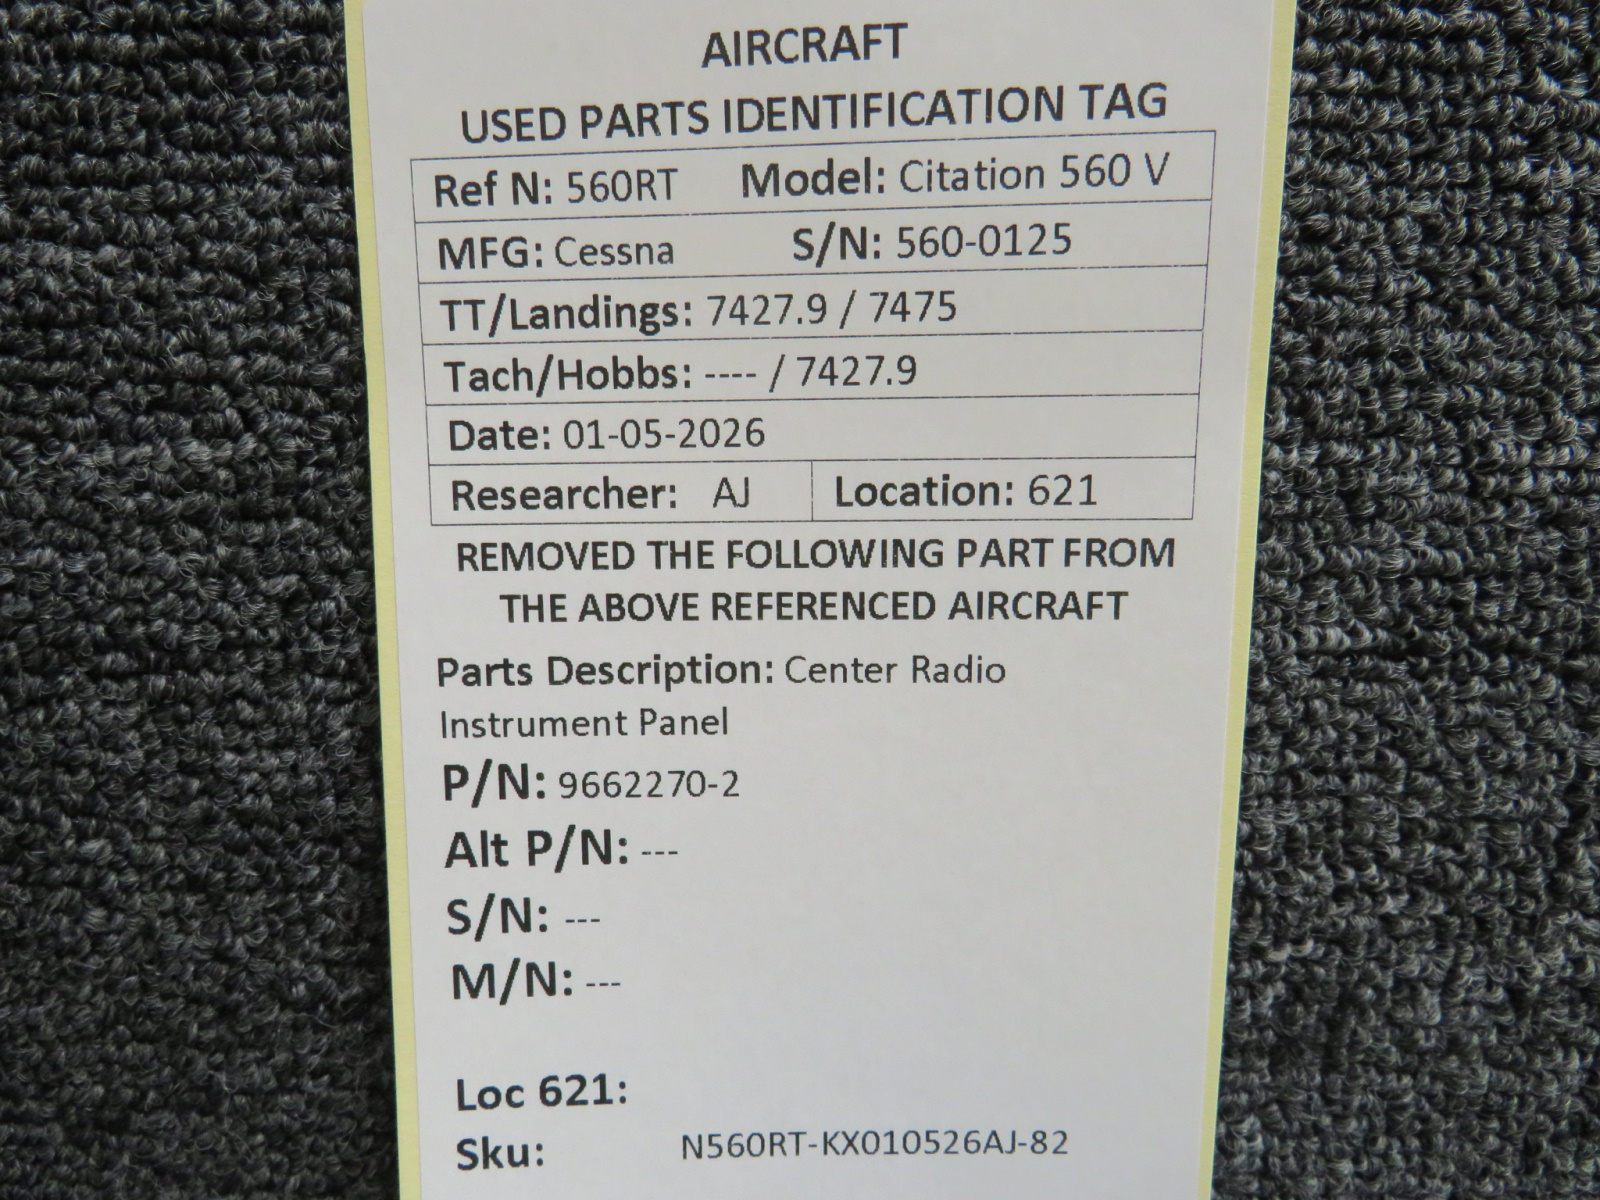 AIRCRAFT
USED PARTS IDENTIFICATION TAG
Ref N: 560RT Model: Citation 560 V
MFG: Cessna S/N: 560-0125
TT/Landings: 7427.9 / 7475
Tach/Hobbs: ---- / 7427.9
Date: 01-05-2026
Researcher: AJ Location: 621
REMOVED THE FOLLOWING PART FROM
THE ABOVE REFERENCED AIRCRAFT
Parts Description: Center Radio
Instrument Panel
P/N: 9662270-2
Alt P/N: ---
S/N: ---
M/N: ---
Loc 621:
Sku: N560RT-KX010526AJ-82